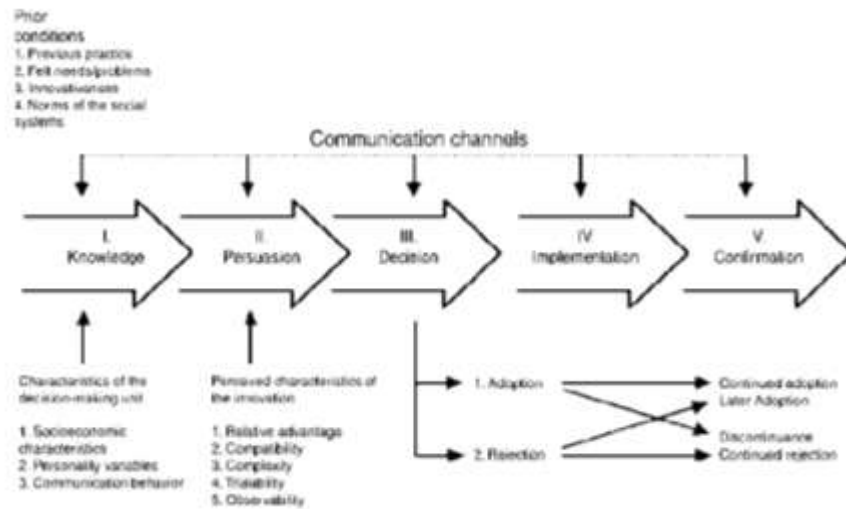 Prior
conditions
1. Previous practice
2. Felt needs/problems
3. Innovativeness
4. Norms of the social
systems
Communication channels
I.
Knowledge
II.
Persuasion
III.
Decision
IV
Implementation
V.
Confirmation
Characteristics of the
decision-making unit
1. Socioeconomic
characteristics
2. Personality variables
3. Communication behavior
Perceived characteristics of
the innovation
1. Relative advantage
2. Compatibility
3. Complexity
4. Trialability
5. Observability
1. Adoption
2. Rejection
Continued adoption
Later Adoption
Discontinuance
Continued rejection